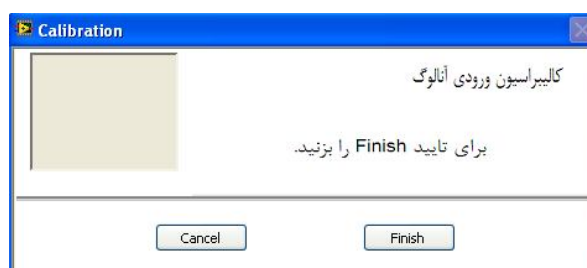 Calibration
کالیبراسیون ورودی آنالوگ
برای تایید Finish را بزنید.
Cancel
Finish